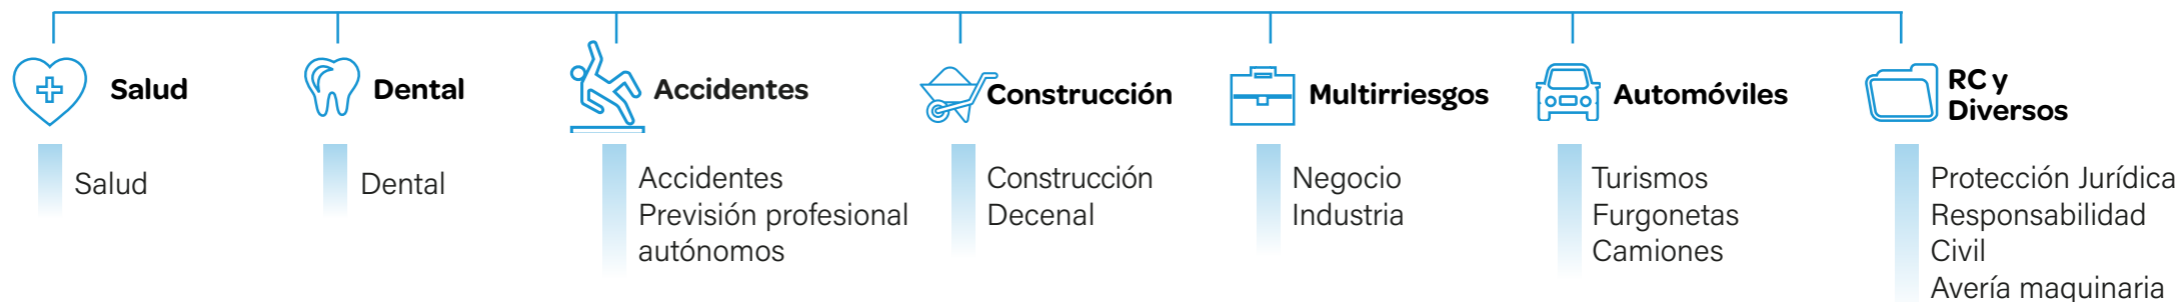 Salud
Dental
Accidentes
Construcción
Multirriesgos
Automóviles
RC y
Diversos
Salud
Dental
Accidentes
Previsión profesional
autónomos
Construcción
Decenal
Negocio
Industria
Turismos
Furgonetas
Camiones
Protección Jurídica
Responsabilidad
Civil
Avería maquinaria